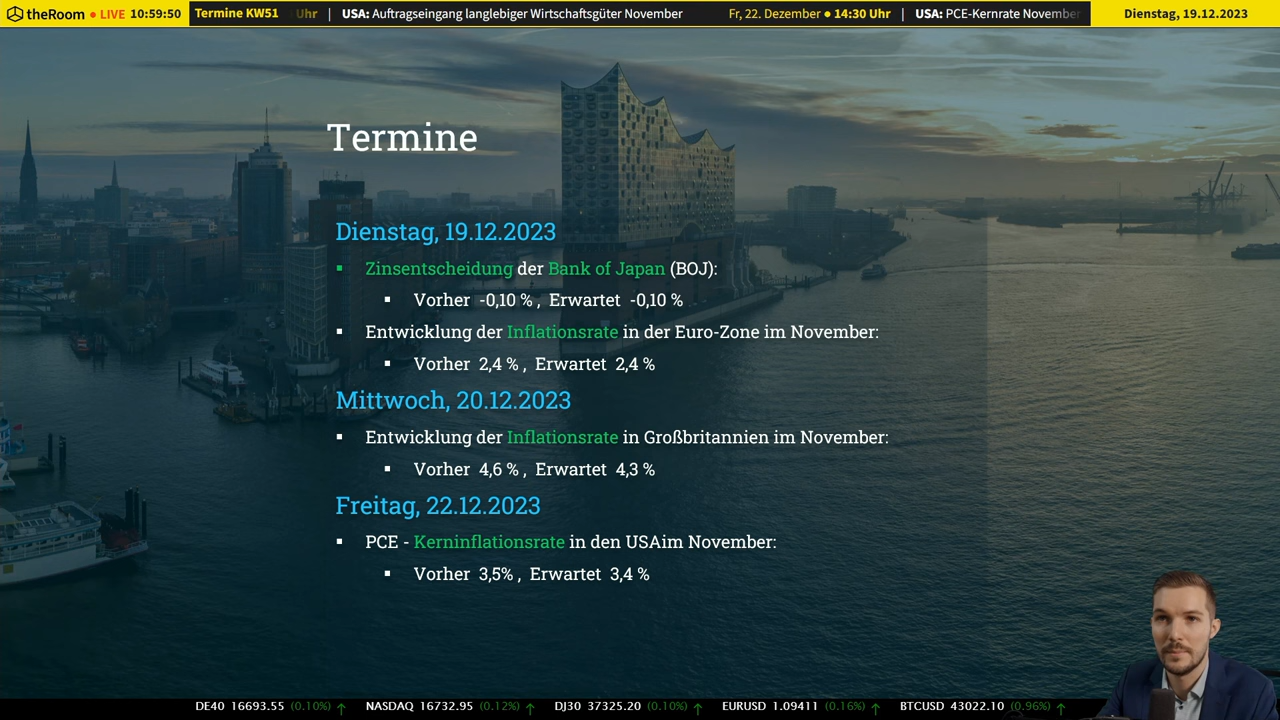 theRoom ● LIVE 10:59:50 Termine KW51 Uhr | USA: Auftragseingang langlebiger Wirtschaftsgüter November Fr, 22. Dezember ● 14:30 Uhr | USA: PCE-Kernrate November Dienstag, 19.12.2023
Termine
Dienstag, 19.12.2023
▪ Zinsentscheidung der Bank of Japan (BOJ):
▪ Vorher -0,10 % , Erwartet -0,10 %
▪ Entwicklung der Inflationsrate in der Euro-Zone im November:
▪ Vorher 2,4 % , Erwartet 2,4 %
Mittwoch, 20.12.2023
▪ Entwicklung der Inflationsrate in Großbritannien im November:
▪ Vorher 4,6 % , Erwartet 4,3 %
Freitag, 22.12.2023
▪ PCE - Kerninflationsrate in den USAim November:
▪ Vorher 3,5% , Erwartet 3,4 %
DE40 16693.55 (0.10%) ↑ NASDAQ 16732.95 (0.12%) ↑ DJ30 37325.20 (0.10%) ↑ EURUSD 1.09411 (0.16%) ↑ BTCUSD 43022.10 (0.96%) ↑